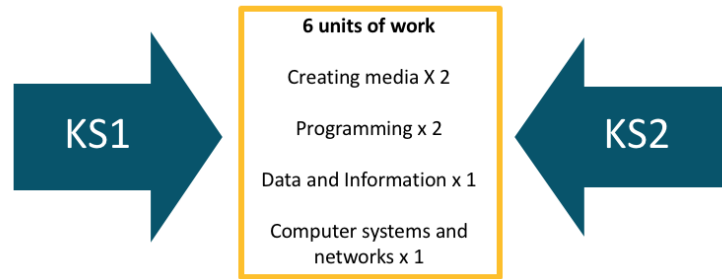 6 units of work
Creating media X 2
KS1
Programming x 2
KS2
Data and Information x 1
Computer systems and
networks x 1